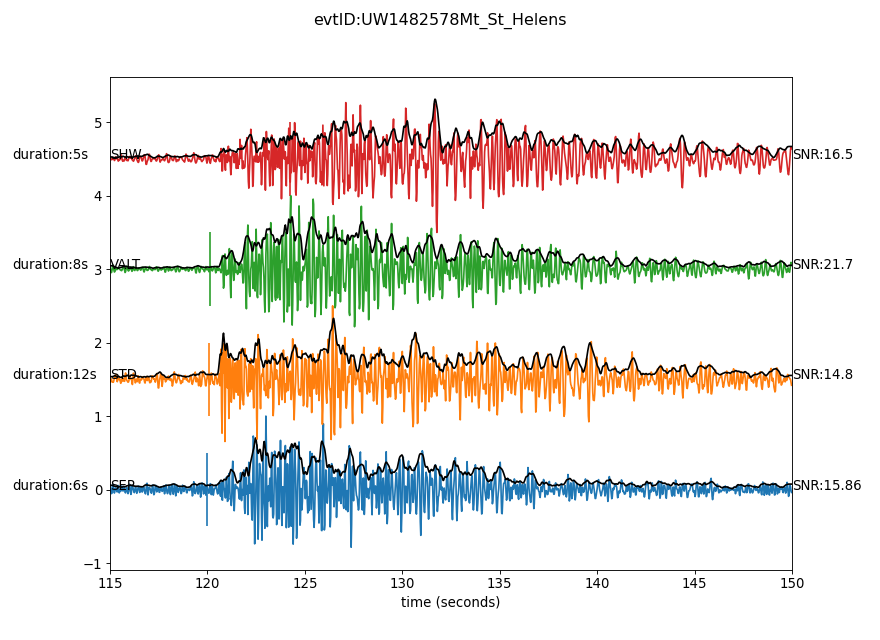 evtID:UW1482578Mt_St_Helens
5
duration:5s SHW SNR:16.5
4
duration:8s VALT SNR:21.7
3
2
duration:12s STD SNR:14.8
1
duration:6s SEP SNR:15.86
0
−1
115 120 125 130 135 140 145 150
time (seconds)